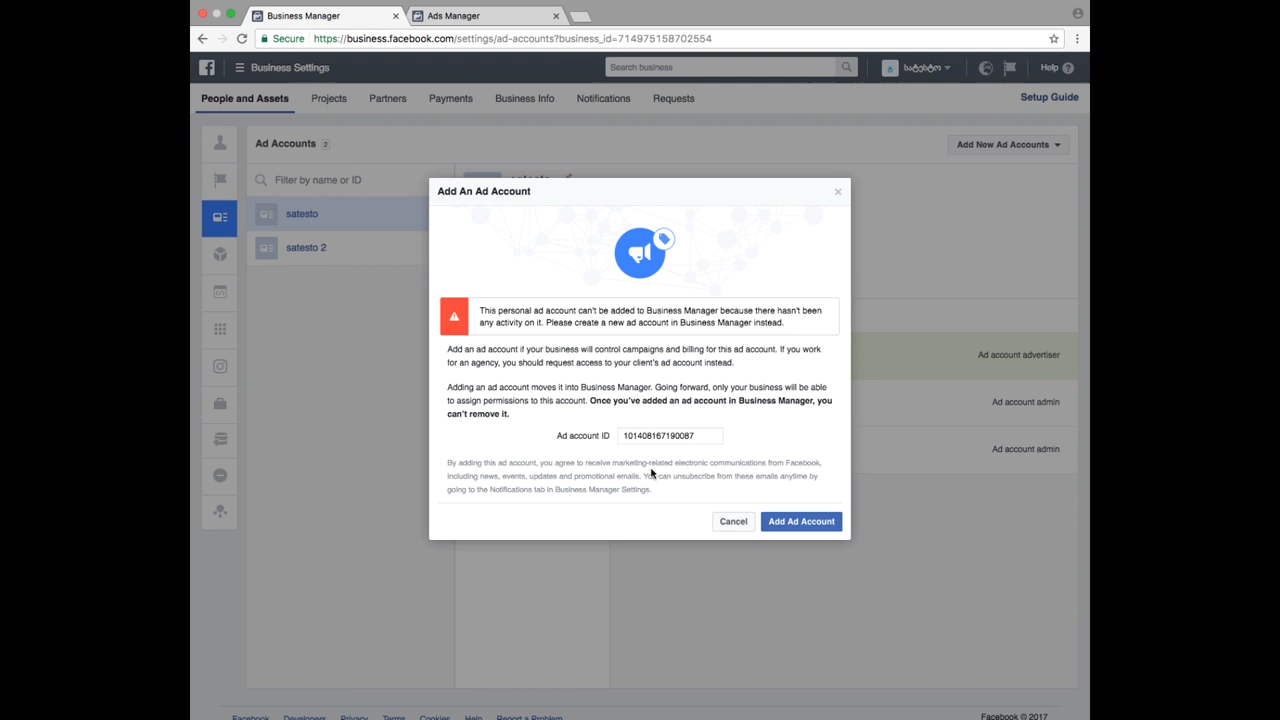 Business Manager
Ads Manager
Secure https://business.facebook.com/settings/ad-accounts?business_id=714975158702554
Business Settings
Search business
სატესტო
Help
People and Assets
Projects
Partners
Payments
Business Info
Notifications
Requests
Setup Guide
Ad Accounts 2
Add New Ad Accounts
Filter by name or ID
satesto
satesto 2
Add An Ad Account
This personal ad account can't be added to Business Manager because there hasn't been
any activity on it. Please create a new ad account in Business Manager instead.
Add an ad account if your business will control campaigns and billing for this ad account. If you work
for an agency, you should request access to your client's ad account instead.
Adding an ad account moves it into Business Manager. Going forward, only your business will be able
to assign permissions to this account. Once you've added an ad account in Business Manager, you
can't remove it.
Ad account ID 101408167190087
By adding this ad account, you agree to receive marketing-related electronic communications from Facebook,
including news, events, updates and promotional emails. You can unsubscribe from these emails anytime by
going to the Notifications tab in Business Manager Settings.
Cancel
Add Ad Account
Ad account advertiser
Ad account admin
Ad account admin
Facebook Developers Privacy Terms Cookies Help Report a Problem
Facebook © 2017